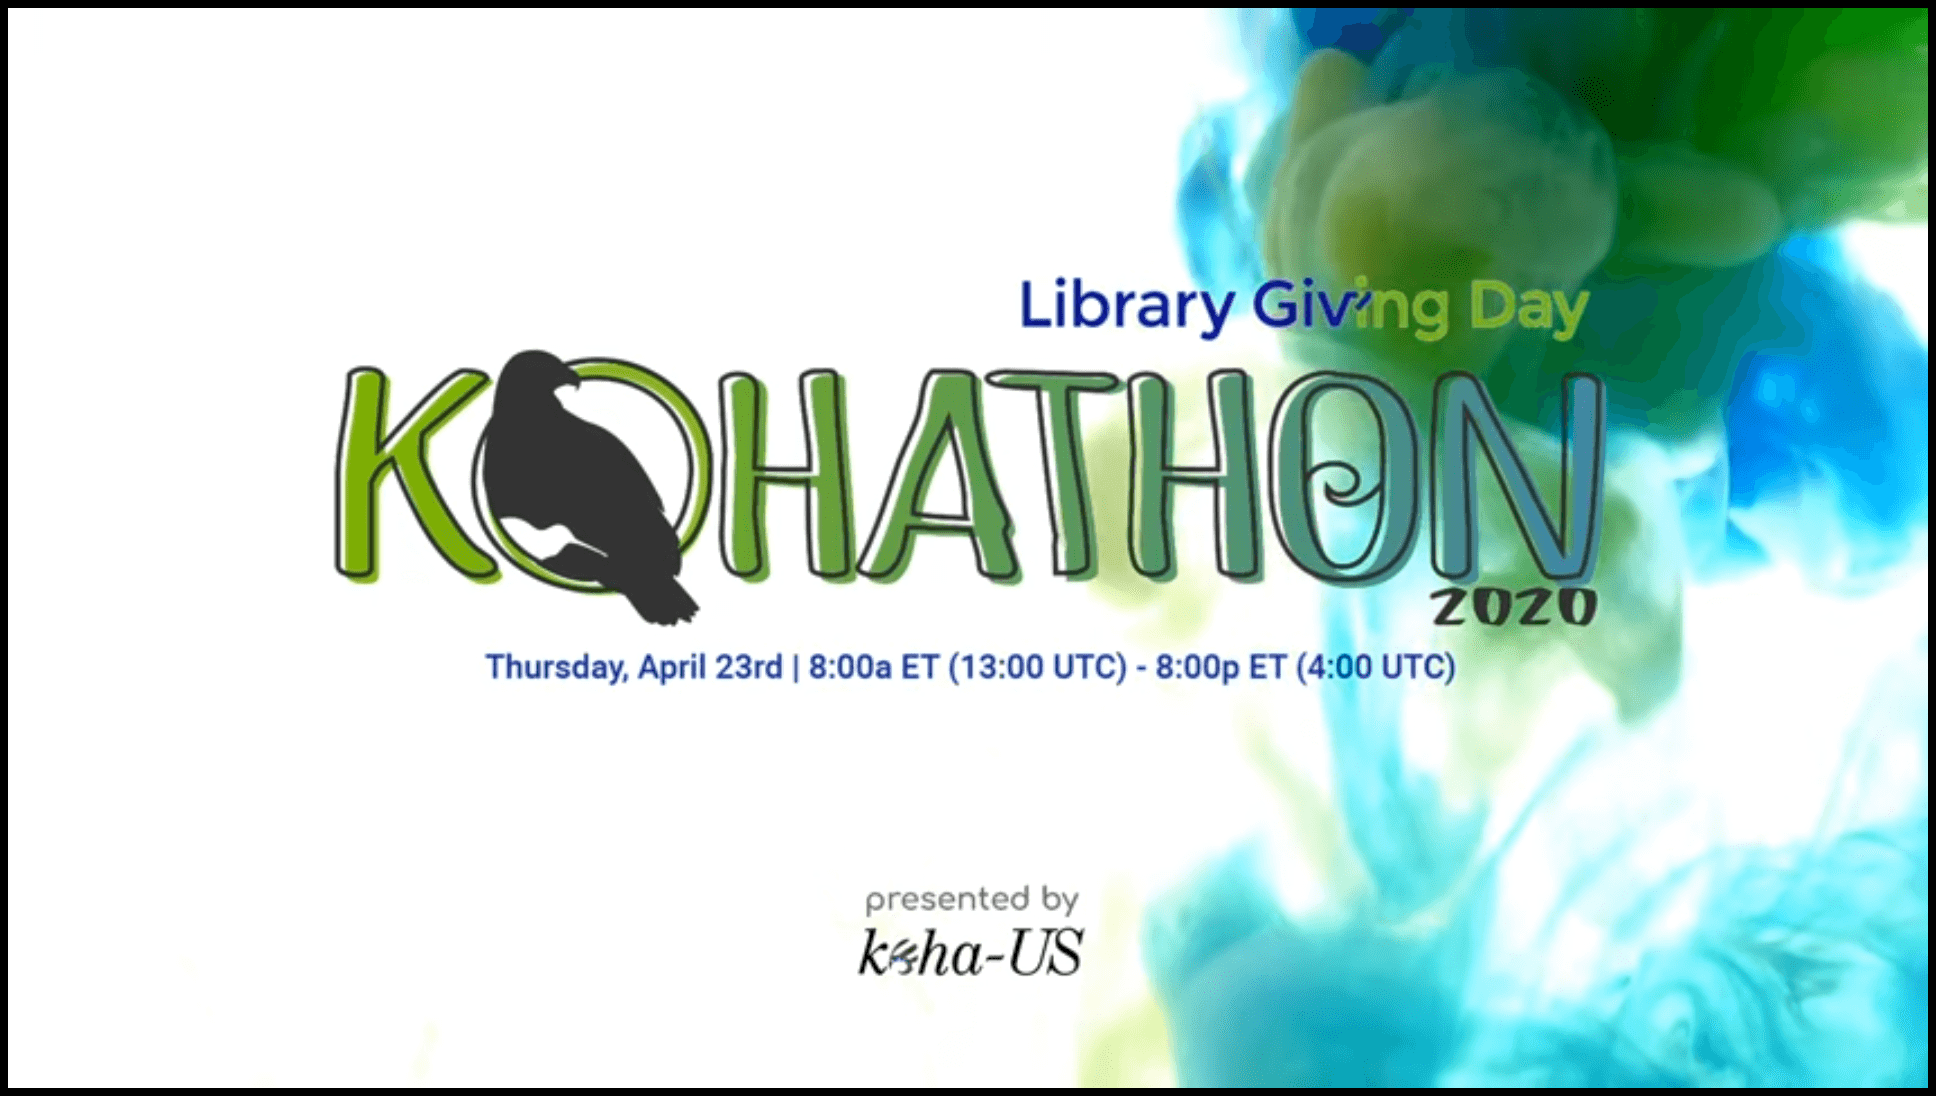 Library Giving Day
KOHATHON
2020
Thursday, April 23rd | 8:00a ET (13:00 UTC) - 8:00p ET (4:00 UTC)
presented by
koha-US